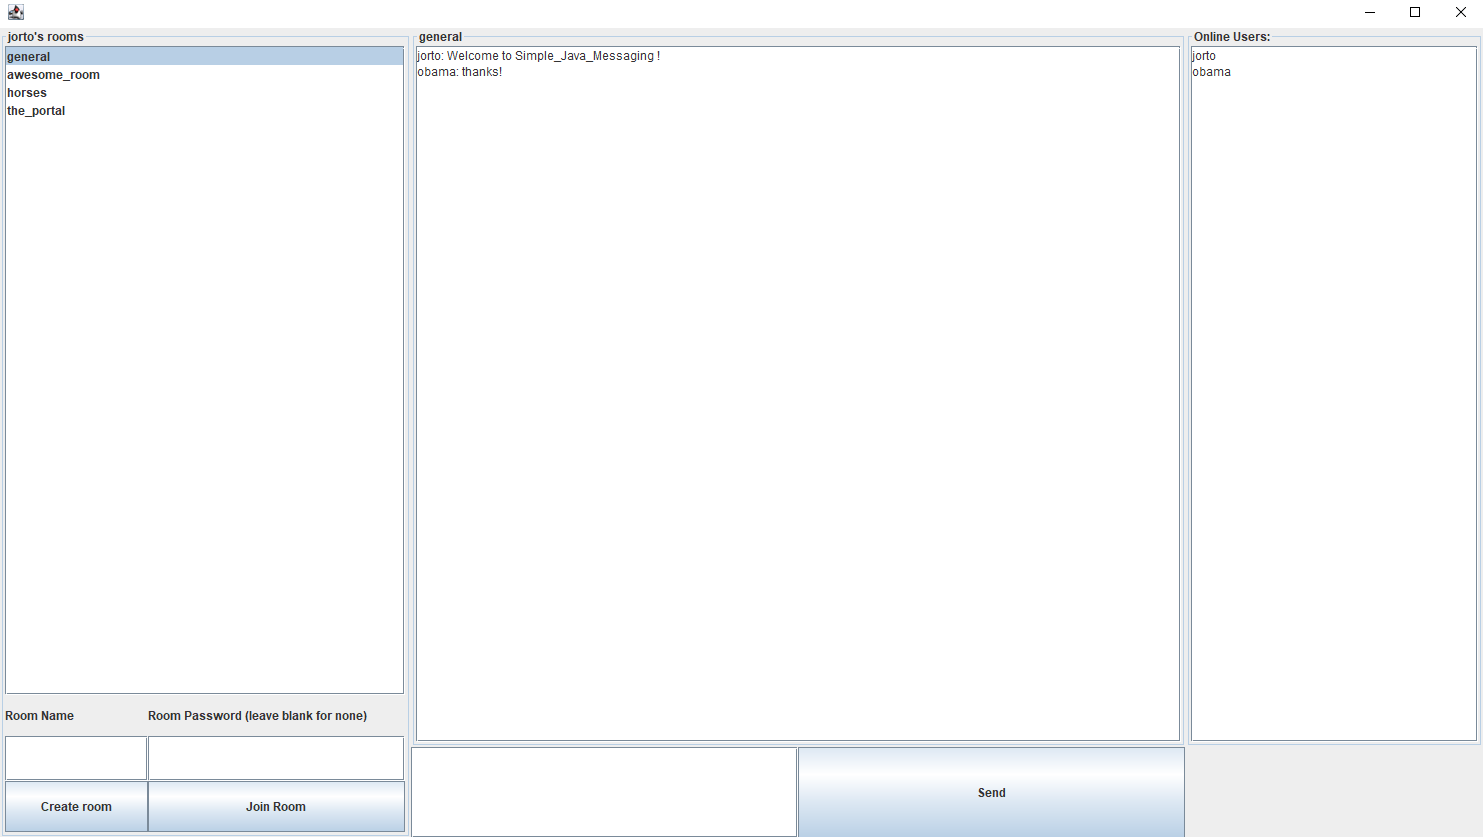 jorto's rooms
general
awesome_room
horses
the_portal
Room Name
Room Password (leave blank for none)
Create room
Join Room
general
jorto: Welcome to Simple_Java_Messaging !
obama: thanks!
Send
Online Users:
jorto
obama